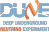 DUNE
DEEP UNDERGROUND
NEUTRINO EXPERIMENT